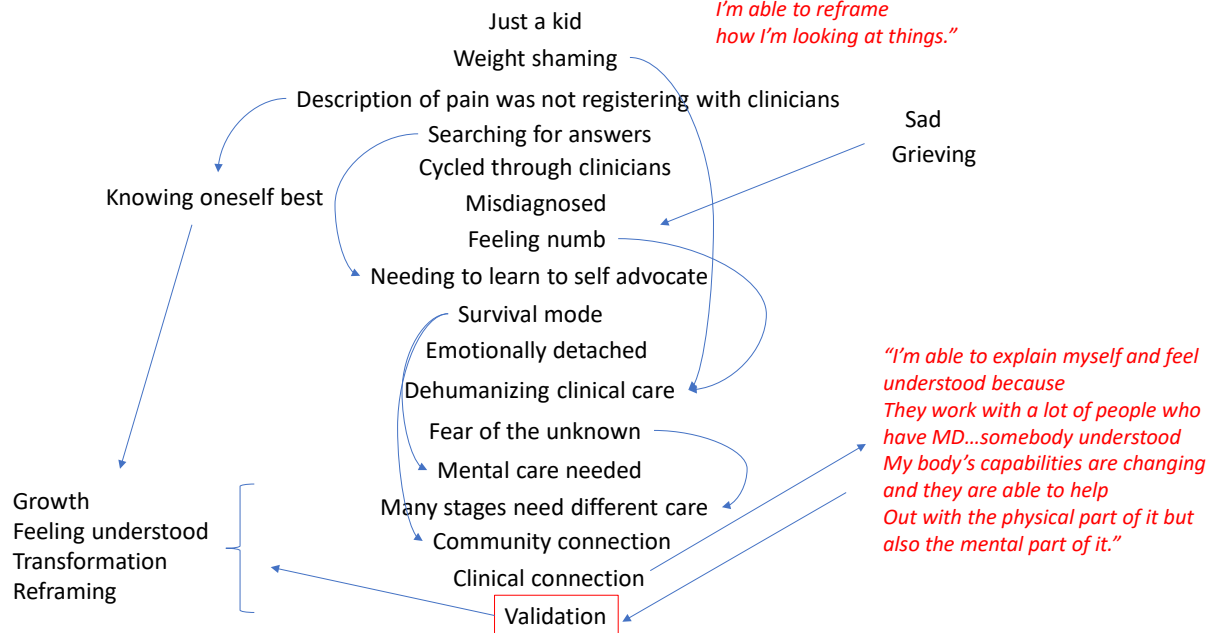 I’m able to reframe
how I’m looking at things.”
Just a kid
Weight shaming
Description of pain was not registering with clinicians
Searching for answers
Cycled through clinicians
Misdiagnosed
Feeling numb
Needing to learn to self advocate
Survival mode
Emotionally detached
Dehumanizing clinical care
Fear of the unknown
Mental care needed
Many stages need different care
Community connection
Clinical connection
Validation
Knowing oneself best
Growth
Feeling understood
Transformation
Reframing
Sad
Grieving
“I’m able to explain myself and feel
understood because
They work with a lot of people who
have MD…somebody understood
My body’s capabilities are changing
and they are able to help
Out with the physical part of it but
also the mental part of it.”